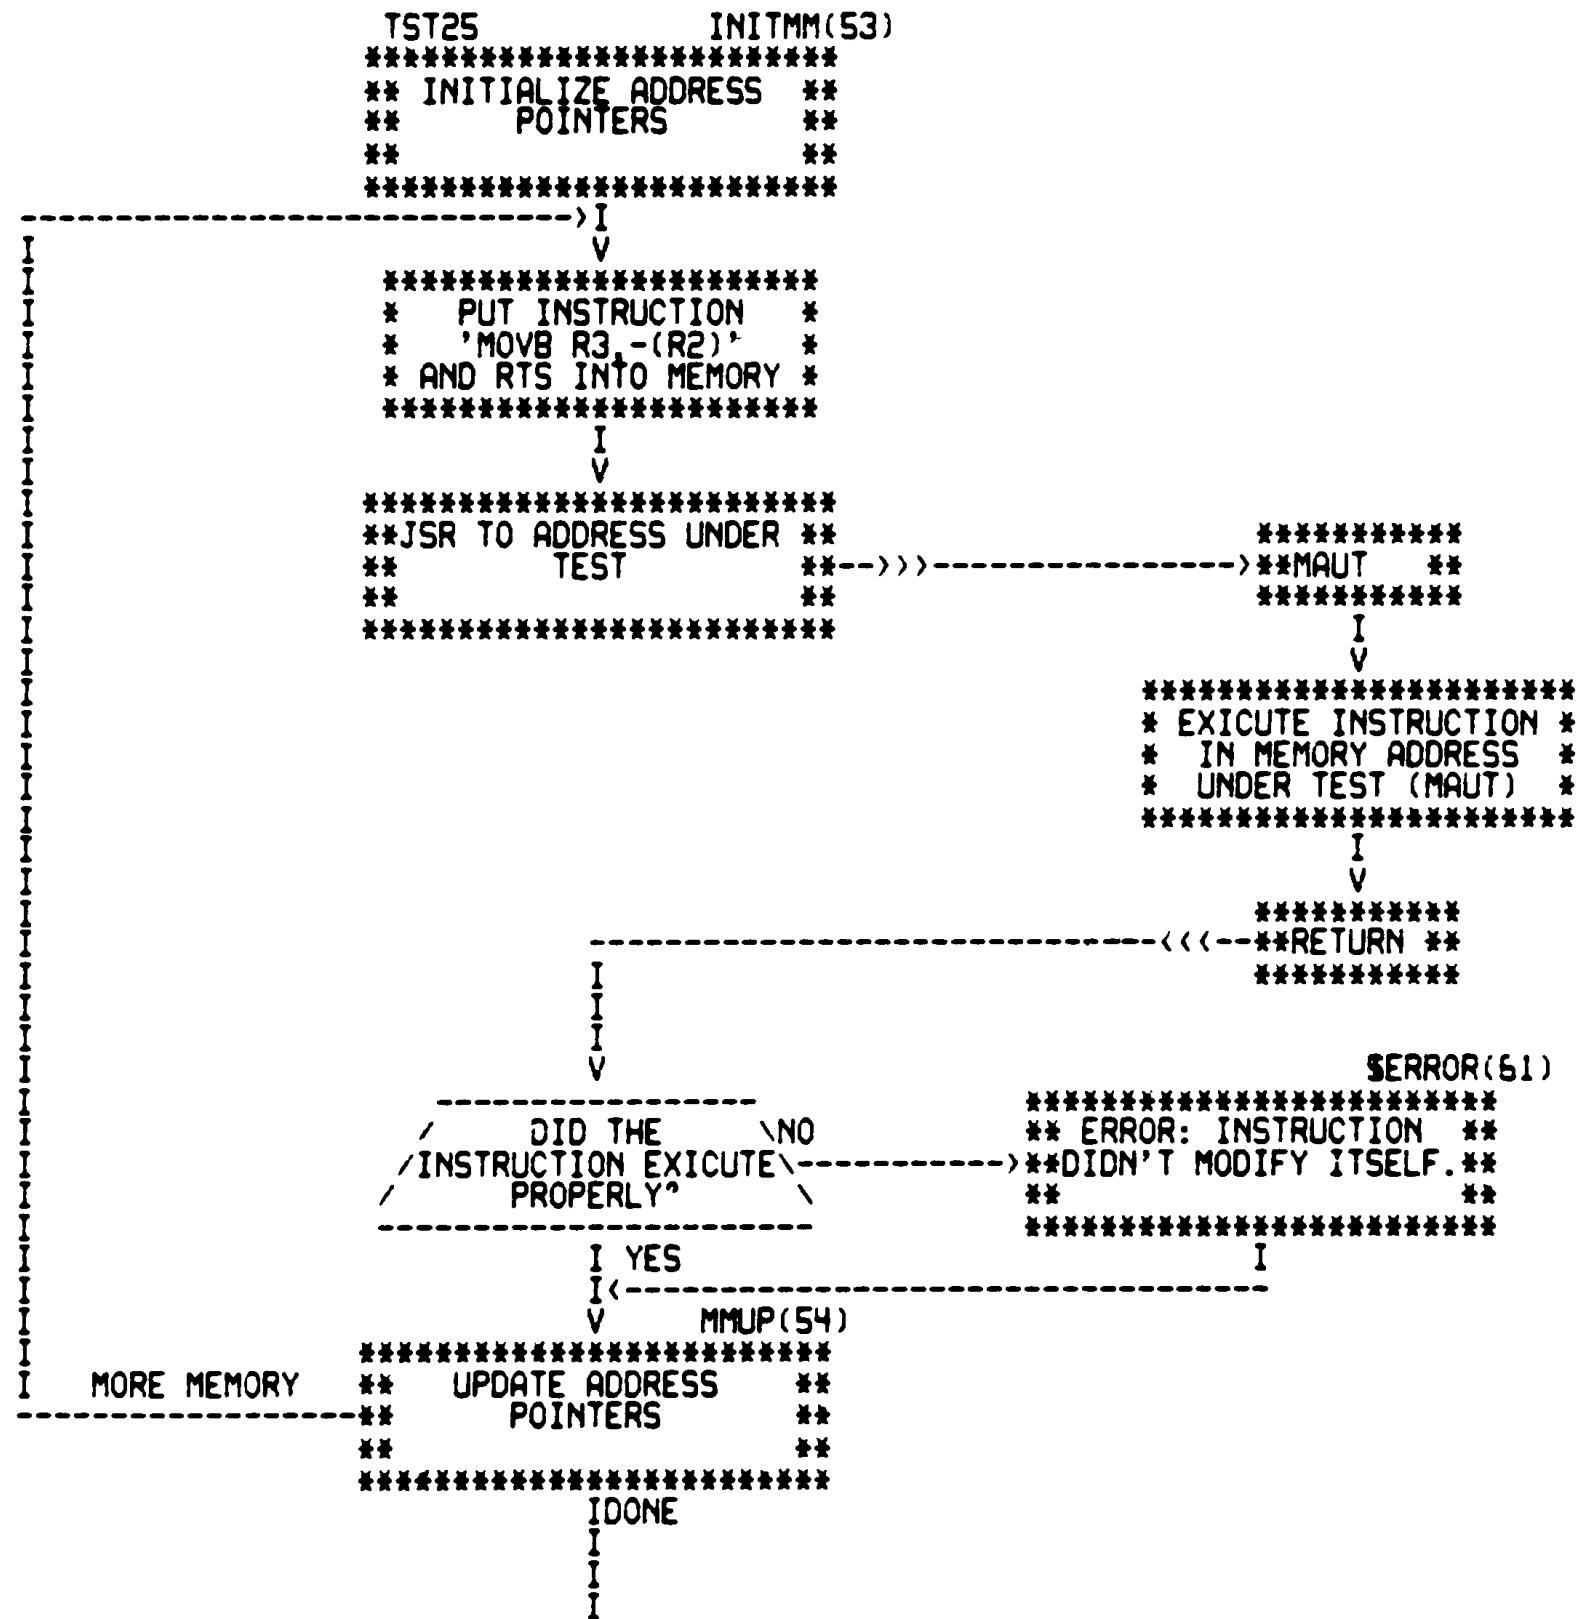 TST25 INITMM(53)
INITIALIZE ADDRESS
POINTERS
PUT INSTRUCTION
'MOVB R3,-(R2)'
AND RTS INTO MEMORY
JSR TO ADDRESS UNDER
TEST
MAUT
EXICUTE INSTRUCTION
IN MEMORY ADDRESS
UNDER TEST (MAUT)
RETURN
$ERROR(61)
DID THE NO
INSTRUCTION EXICUTE
PROPERLY?
ERROR: INSTRUCTION
DIDN'T MODIFY ITSELF.
YES
MMUP(54)
MORE MEMORY
UPDATE ADDRESS
POINTERS
DONE